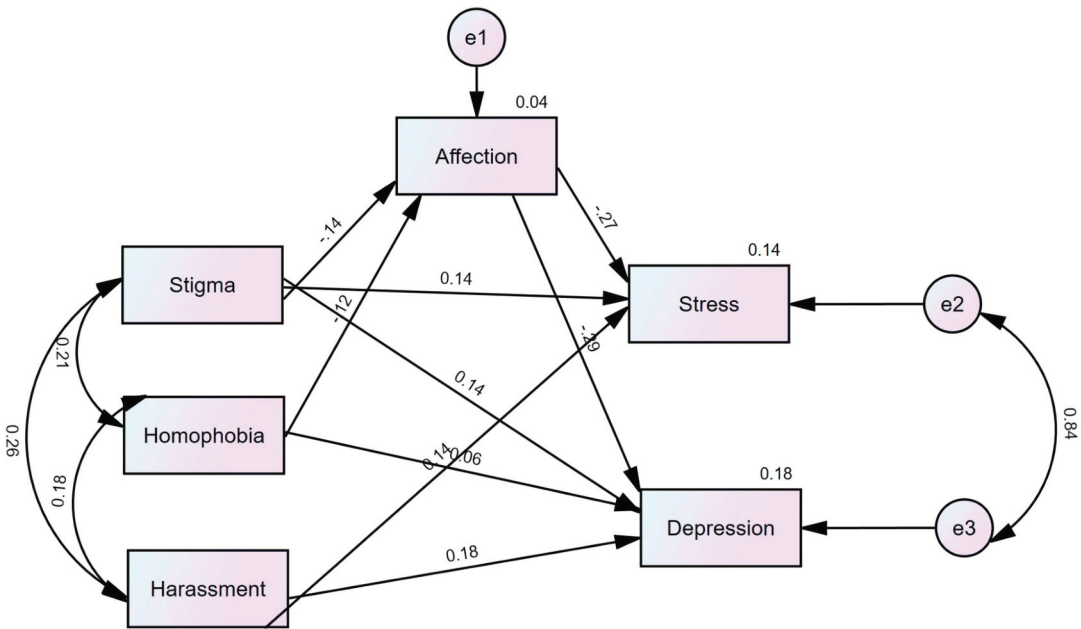 e1
0.04
Affection
-.14
-.27
0.14
Stigma
0.14
Stress
e2
-.12
0.21
-.29
0.14
0.84
0.26
Homophobia
0.14
0.06
0.18
0.18
Depression
e3
0.18
Harassment